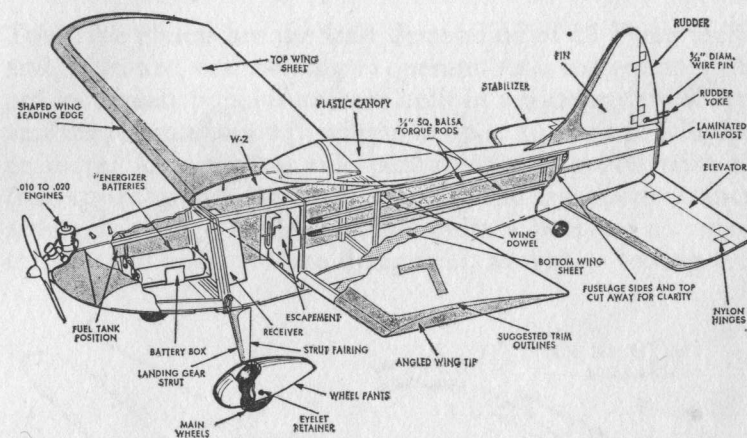 RUDDER
3/32" DIAM.
WIRE PIN
FIN
TOP WING
SHEET
STABILIZER
RUDDER
YOKE
SHAPED WING
LEADING EDGE
PLASTIC CANOPY
SQ. BALSA
TORQUE RODS
LAMINATED
TAILPOST
W-2
"ENERGIZER
BATTERIES
ELEVATOR
.010 TO .020
ENGINES
WING
DOWEL
BOTTOM WING
SHEET
FUSELAGE SIDES AND TOP
CUT AWAY FOR CLARITY
NYLON
HINGES
FUEL TANK
POSITION
ESCAPEMENT
RECEIVER
SUGGESTED TRIM
OUTLINES
BATTERY BOX
STRUT FAIRING
ANGLED WING TIP
LANDING GEAR
STRUT
WHEEL PANTS
MAIN
WHEELS
EYELET
RETAINER